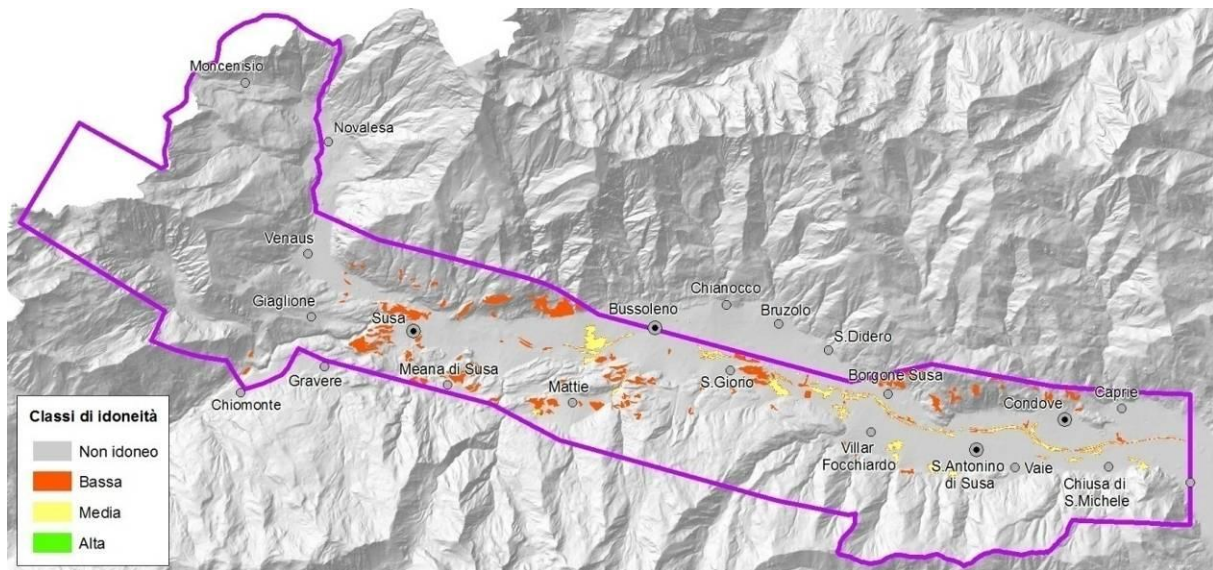 Moncenisio
Novalesa
Venaus
Giaglione
Susa
Bussoleno
Chianocco
Bruzolo
S.Didero
Gravere
Meana di Susa
Mattie
S.Giorio
Borgone Susa
Chiomonte
Condove
Caprie
Villar
Focchiardo
S.Antonino
di Susa
Vaie
Chiusa di
S.Michele
Classi di idoneità
Non idoneo
Bassa
Media
Alta